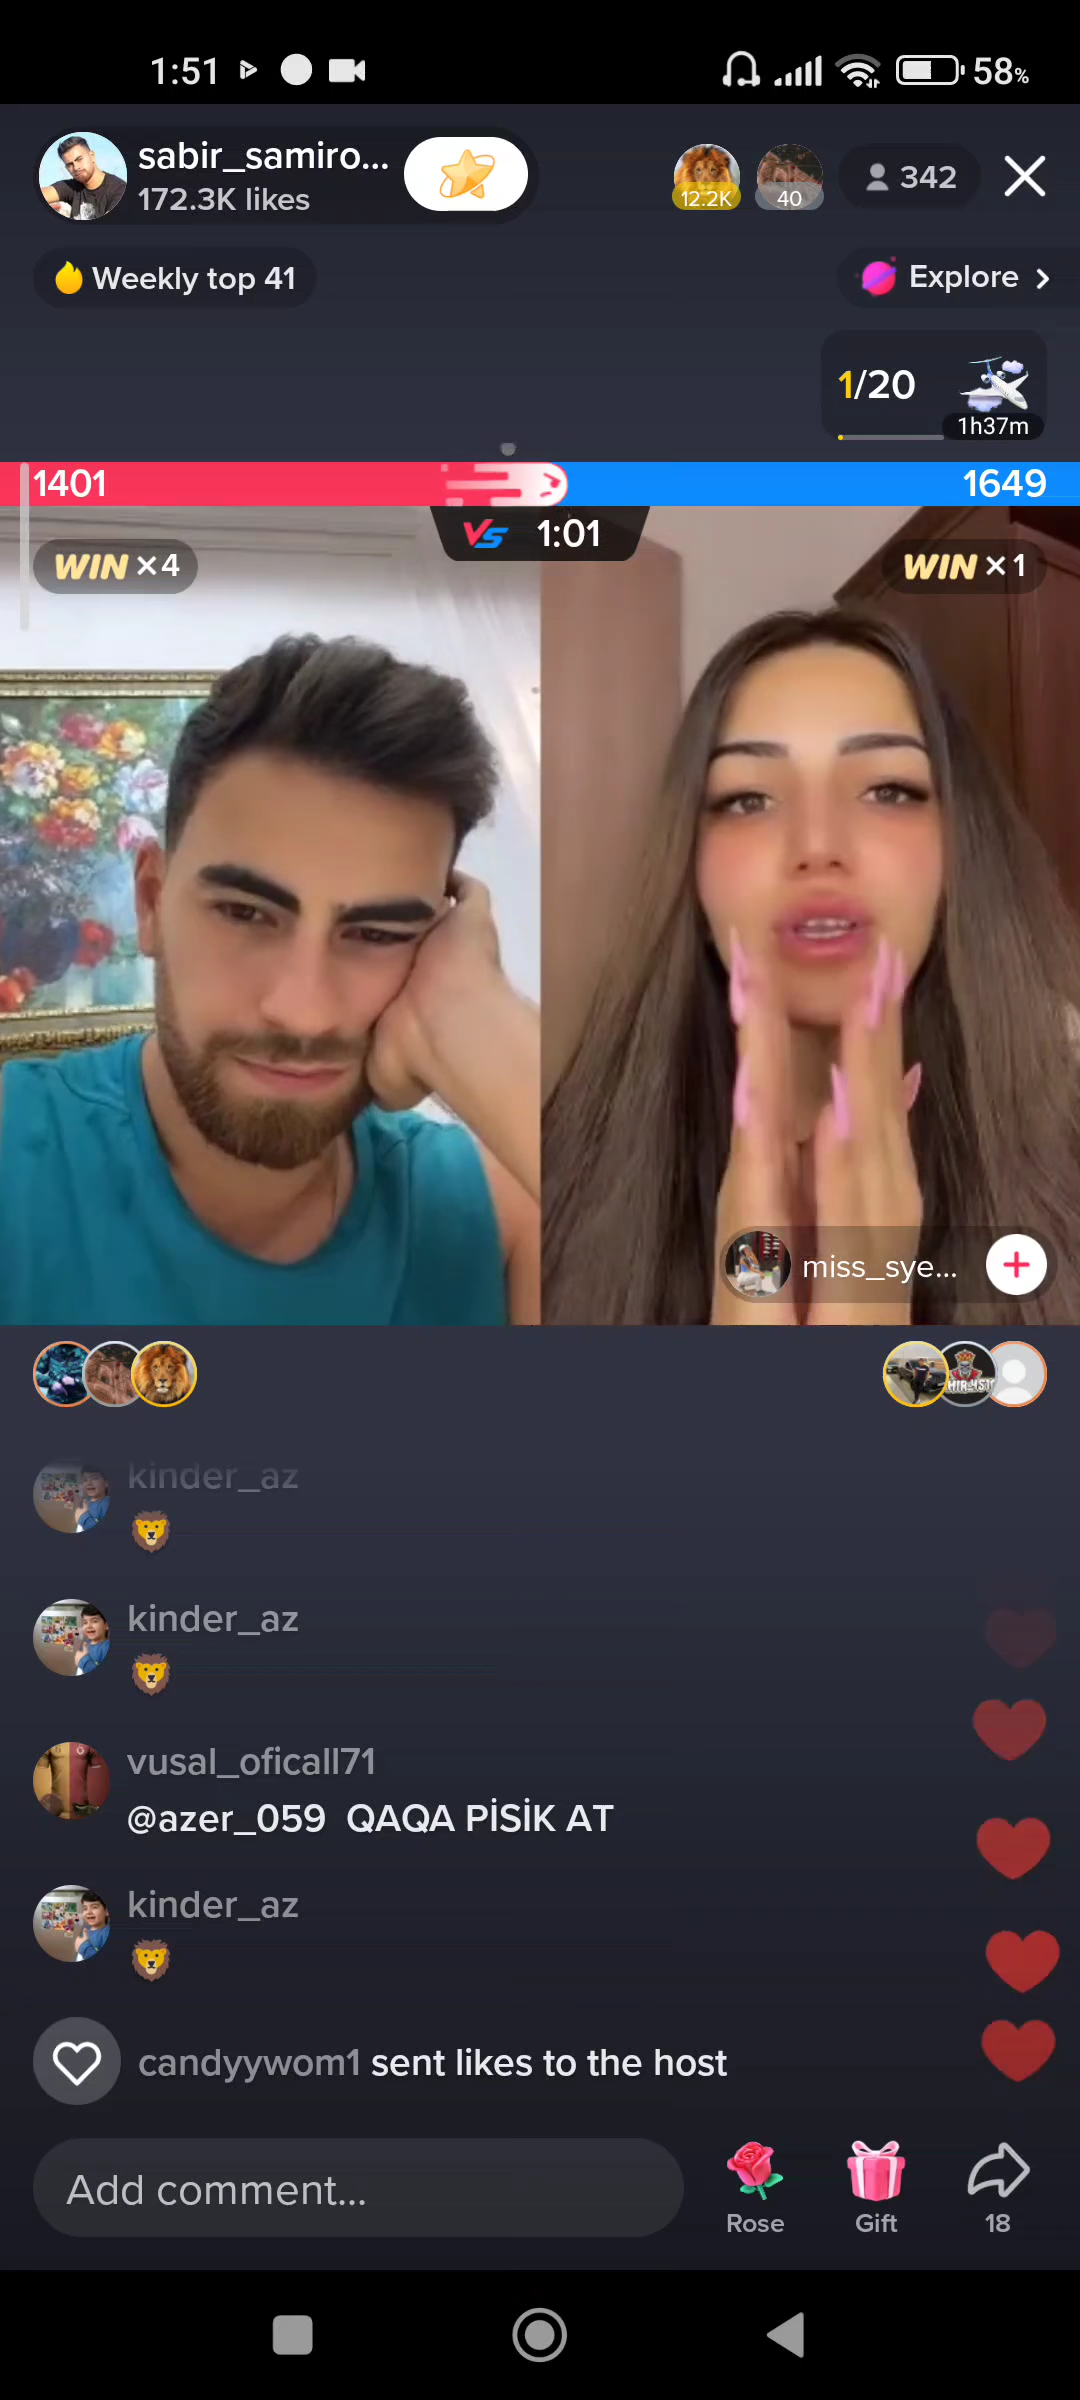 1:51
58%
sabir_samiro...
172.3K likes
12.2K
40
342
Weekly top 41
Explore
1/20
1h37m
1401
1649
VS 1:01
WIN ×4
WIN ×1
miss_sye...
kinder_az
🦁
kinder_az
🦁
vusal_oficall71
@azer_059 QAQA PİSİK AT
kinder_az
🦁
candyywom1 sent likes to the host
Add comment...
Rose
Gift
18